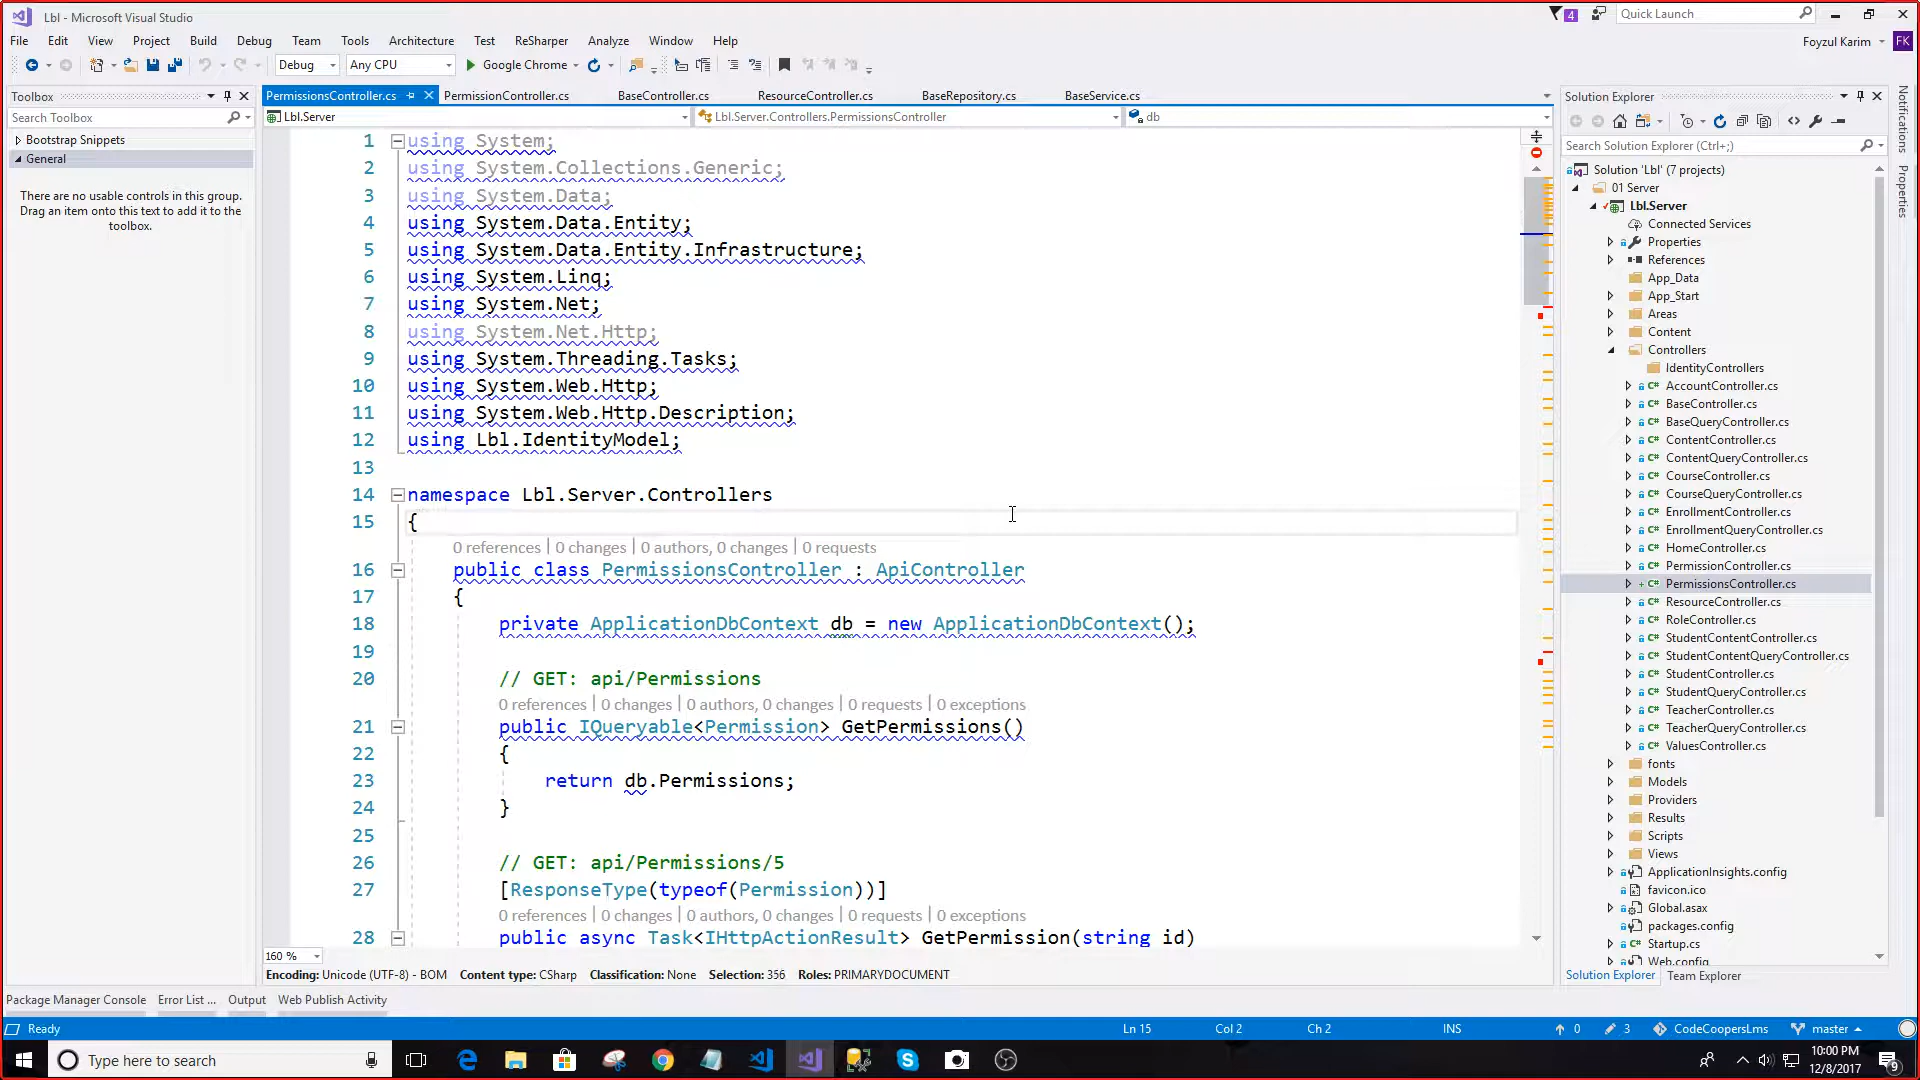 Lbl - Microsoft Visual Studio
4
Quick Launch
File Edit View Project Build Debug Team Tools Architecture Test ReSharper Analyze Window Help
Foyzul Karim FK
Debug Any CPU Google Chrome
Toolbox
Search Toolbox
Bootstrap Snippets
General
There are no usable controls in this group.
Drag an item onto this text to add it to the
toolbox.
PermissionsController.cs PermissionController.cs BaseController.cs ResourceController.cs BaseRepository.cs BaseService.cs
Lbl.Server Lbl.Server.Controllers.PermissionsController db
1 using System;
2 using System.Collections.Generic;
3 using System.Data;
4 using System.Data.Entity;
5 using System.Data.Entity.Infrastructure;
6 using System.Linq;
7 using System.Net;
8 using System.Net.Http;
9 using System.Threading.Tasks;
10 using System.Web.Http;
11 using System.Web.Http.Description;
12 using Lbl.IdentityModel;
13
14 namespace Lbl.Server.Controllers
15 {
0 references | 0 changes | 0 authors, 0 changes | 0 requests
16 public class PermissionsController : ApiController
17 {
18 private ApplicationDbContext db = new ApplicationDbContext();
19
20 // GET: api/Permissions
0 references | 0 changes | 0 authors, 0 changes | 0 requests | 0 exceptions
21 public IQueryable<Permission> GetPermissions()
22 {
23 return db.Permissions;
24 }
25
26 // GET: api/Permissions/5
27 [ResponseType(typeof(Permission))]
0 references | 0 changes | 0 authors, 0 changes | 0 requests | 0 exceptions
28 public async Task<IHttpActionResult> GetPermission(string id)
160 %
Encoding: Unicode (UTF-8) - BOM Content type: CSharp Classification: None Selection: 356 Roles: PRIMARYDOCUMENT
Solution Explorer
Search Solution Explorer (Ctrl+;)
Solution 'Lbl' (7 projects)
01 Server
Lbl.Server
Connected Services
Properties
References
App_Data
App_Start
Areas
Content
Controllers
IdentityControllers
C# AccountController.cs
C# BaseController.cs
C# BaseQueryController.cs
C# ContentController.cs
C# ContentQueryController.cs
C# CourseController.cs
C# CourseQueryController.cs
C# EnrollmentController.cs
C# EnrollmentQueryController.cs
C# HomeController.cs
C# PermissionController.cs
+ C# PermissionsController.cs
C# ResourceController.cs
C# RoleController.cs
C# StudentContentController.cs
C# StudentContentQueryController.cs
C# StudentController.cs
C# StudentQueryController.cs
C# TeacherController.cs
C# TeacherQueryController.cs
C# ValuesController.cs
fonts
Models
Providers
Results
Scripts
Views
ApplicationInsights.config
favicon.ico
Global.asax
packages.config
C# Startup.cs
Web.config
Solution Explorer Team Explorer
Notifications
Properties
Package Manager Console Error List ... Output Web Publish Activity
Ready Ln 15 Col 2 Ch 2 INS 0 3 CodeCoopersLms master
Type here to search
10:00 PM
12/8/2017
9